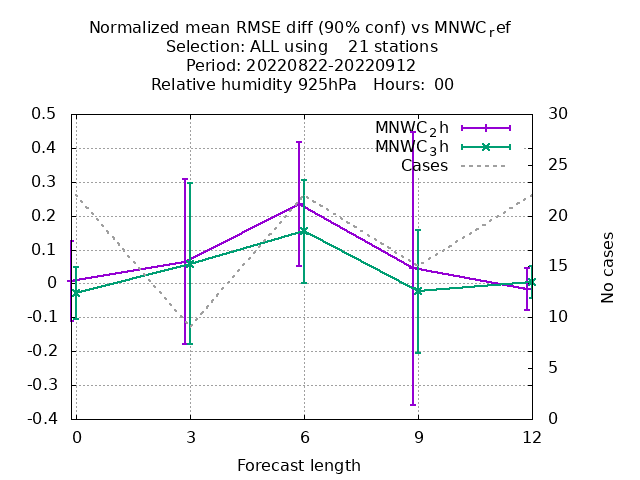 Normalized mean RMSE diff (90% conf) vs MNWC_ref
Selection: ALL using    21 stations
Period: 20220822-20220912
Relative humidity 925hPa   Hours:  00
MNWC_2h
MNWC_3h
Cases
0.5
0.4
0.3
0.2
0.1
0
-0.1
-0.2
-0.3
-0.4
30
25
20
15
10
5
0
No cases
0 3 6 9 12
Forecast length